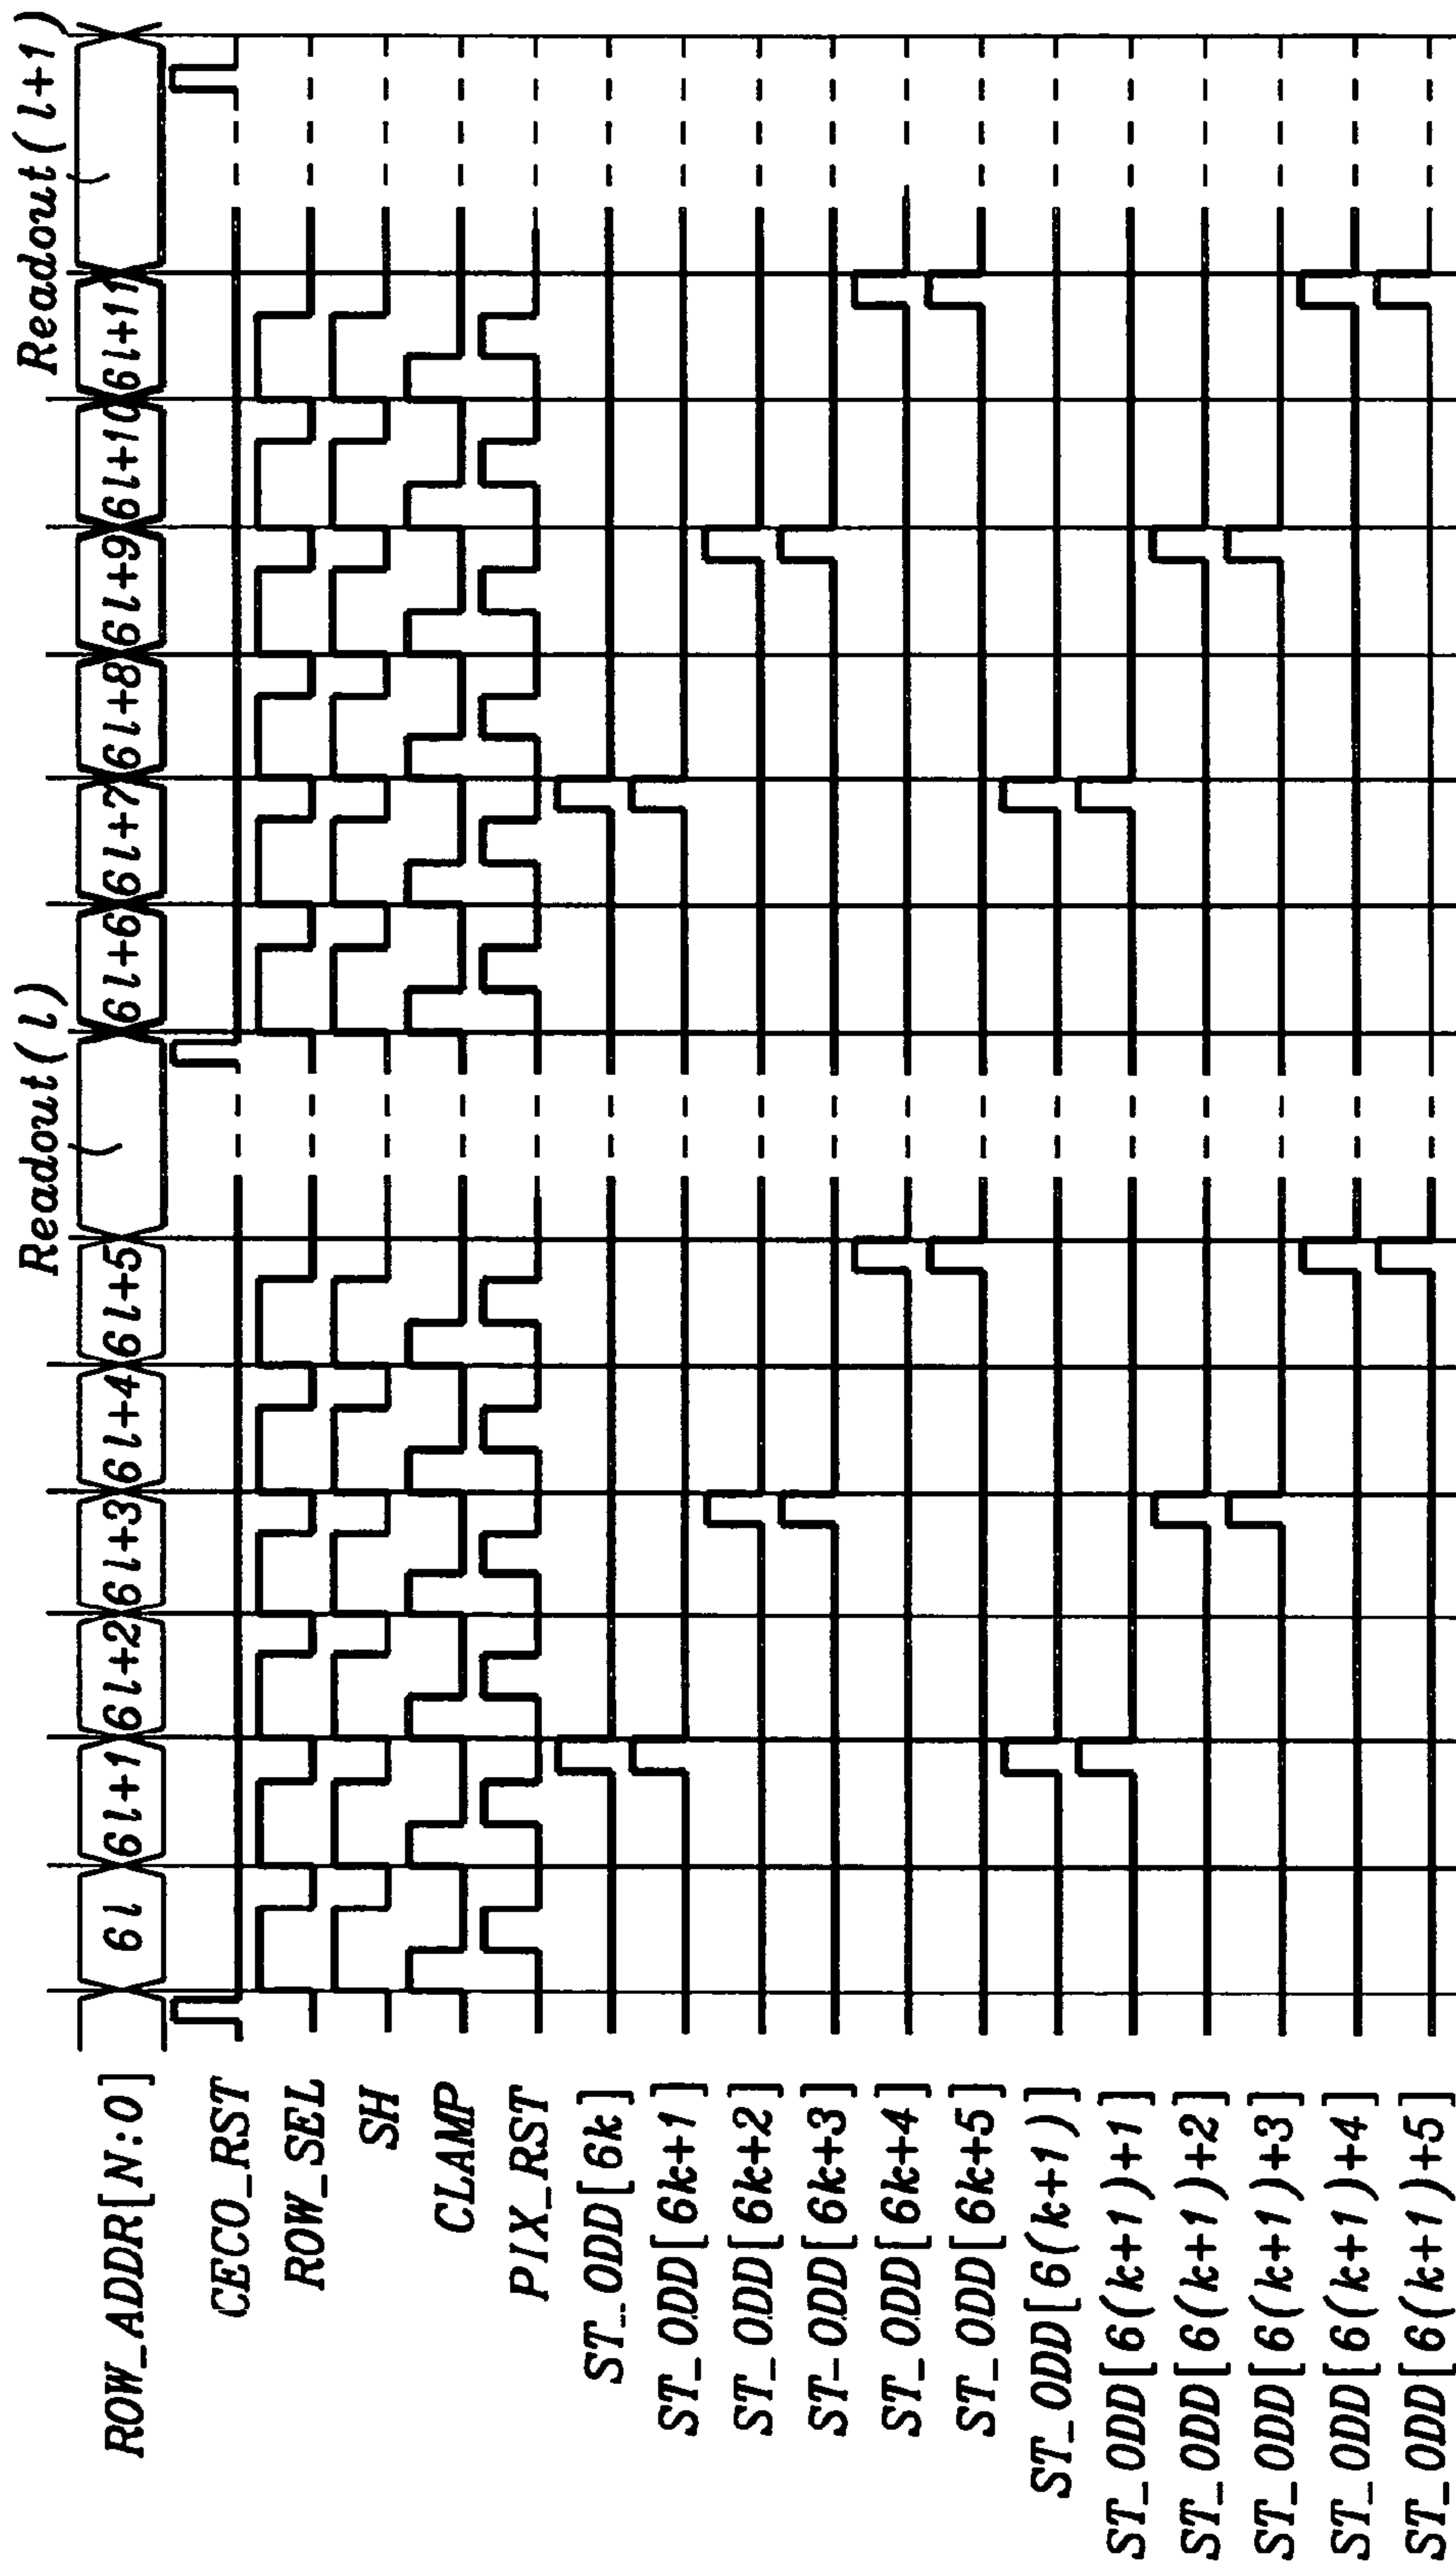 Readout(l) Readout(l+1)
ROW_ADDR[N:0] 6l 6l+1 6l+2 6l+3 6l+4 6l+5 6l+6 6l+7 6l+8 6l+9 6l+10 6l+11
CECO_RST
ROW_SEL
SH
CLAMP
PIX_RST
ST_ODD[6k]
ST_ODD[6k+1]
ST_ODD[6k+2]
ST_ODD[6k+3]
ST_ODD[6k+4]
ST_ODD[6k+5]
ST_ODD[6(k+1)]
ST_ODD[6(k+1)+1]
ST_ODD[6(k+1)+2]
ST_ODD[6(k+1)+3]
ST_ODD[6(k+1)+4]
ST_ODD[6(k+1)+5]